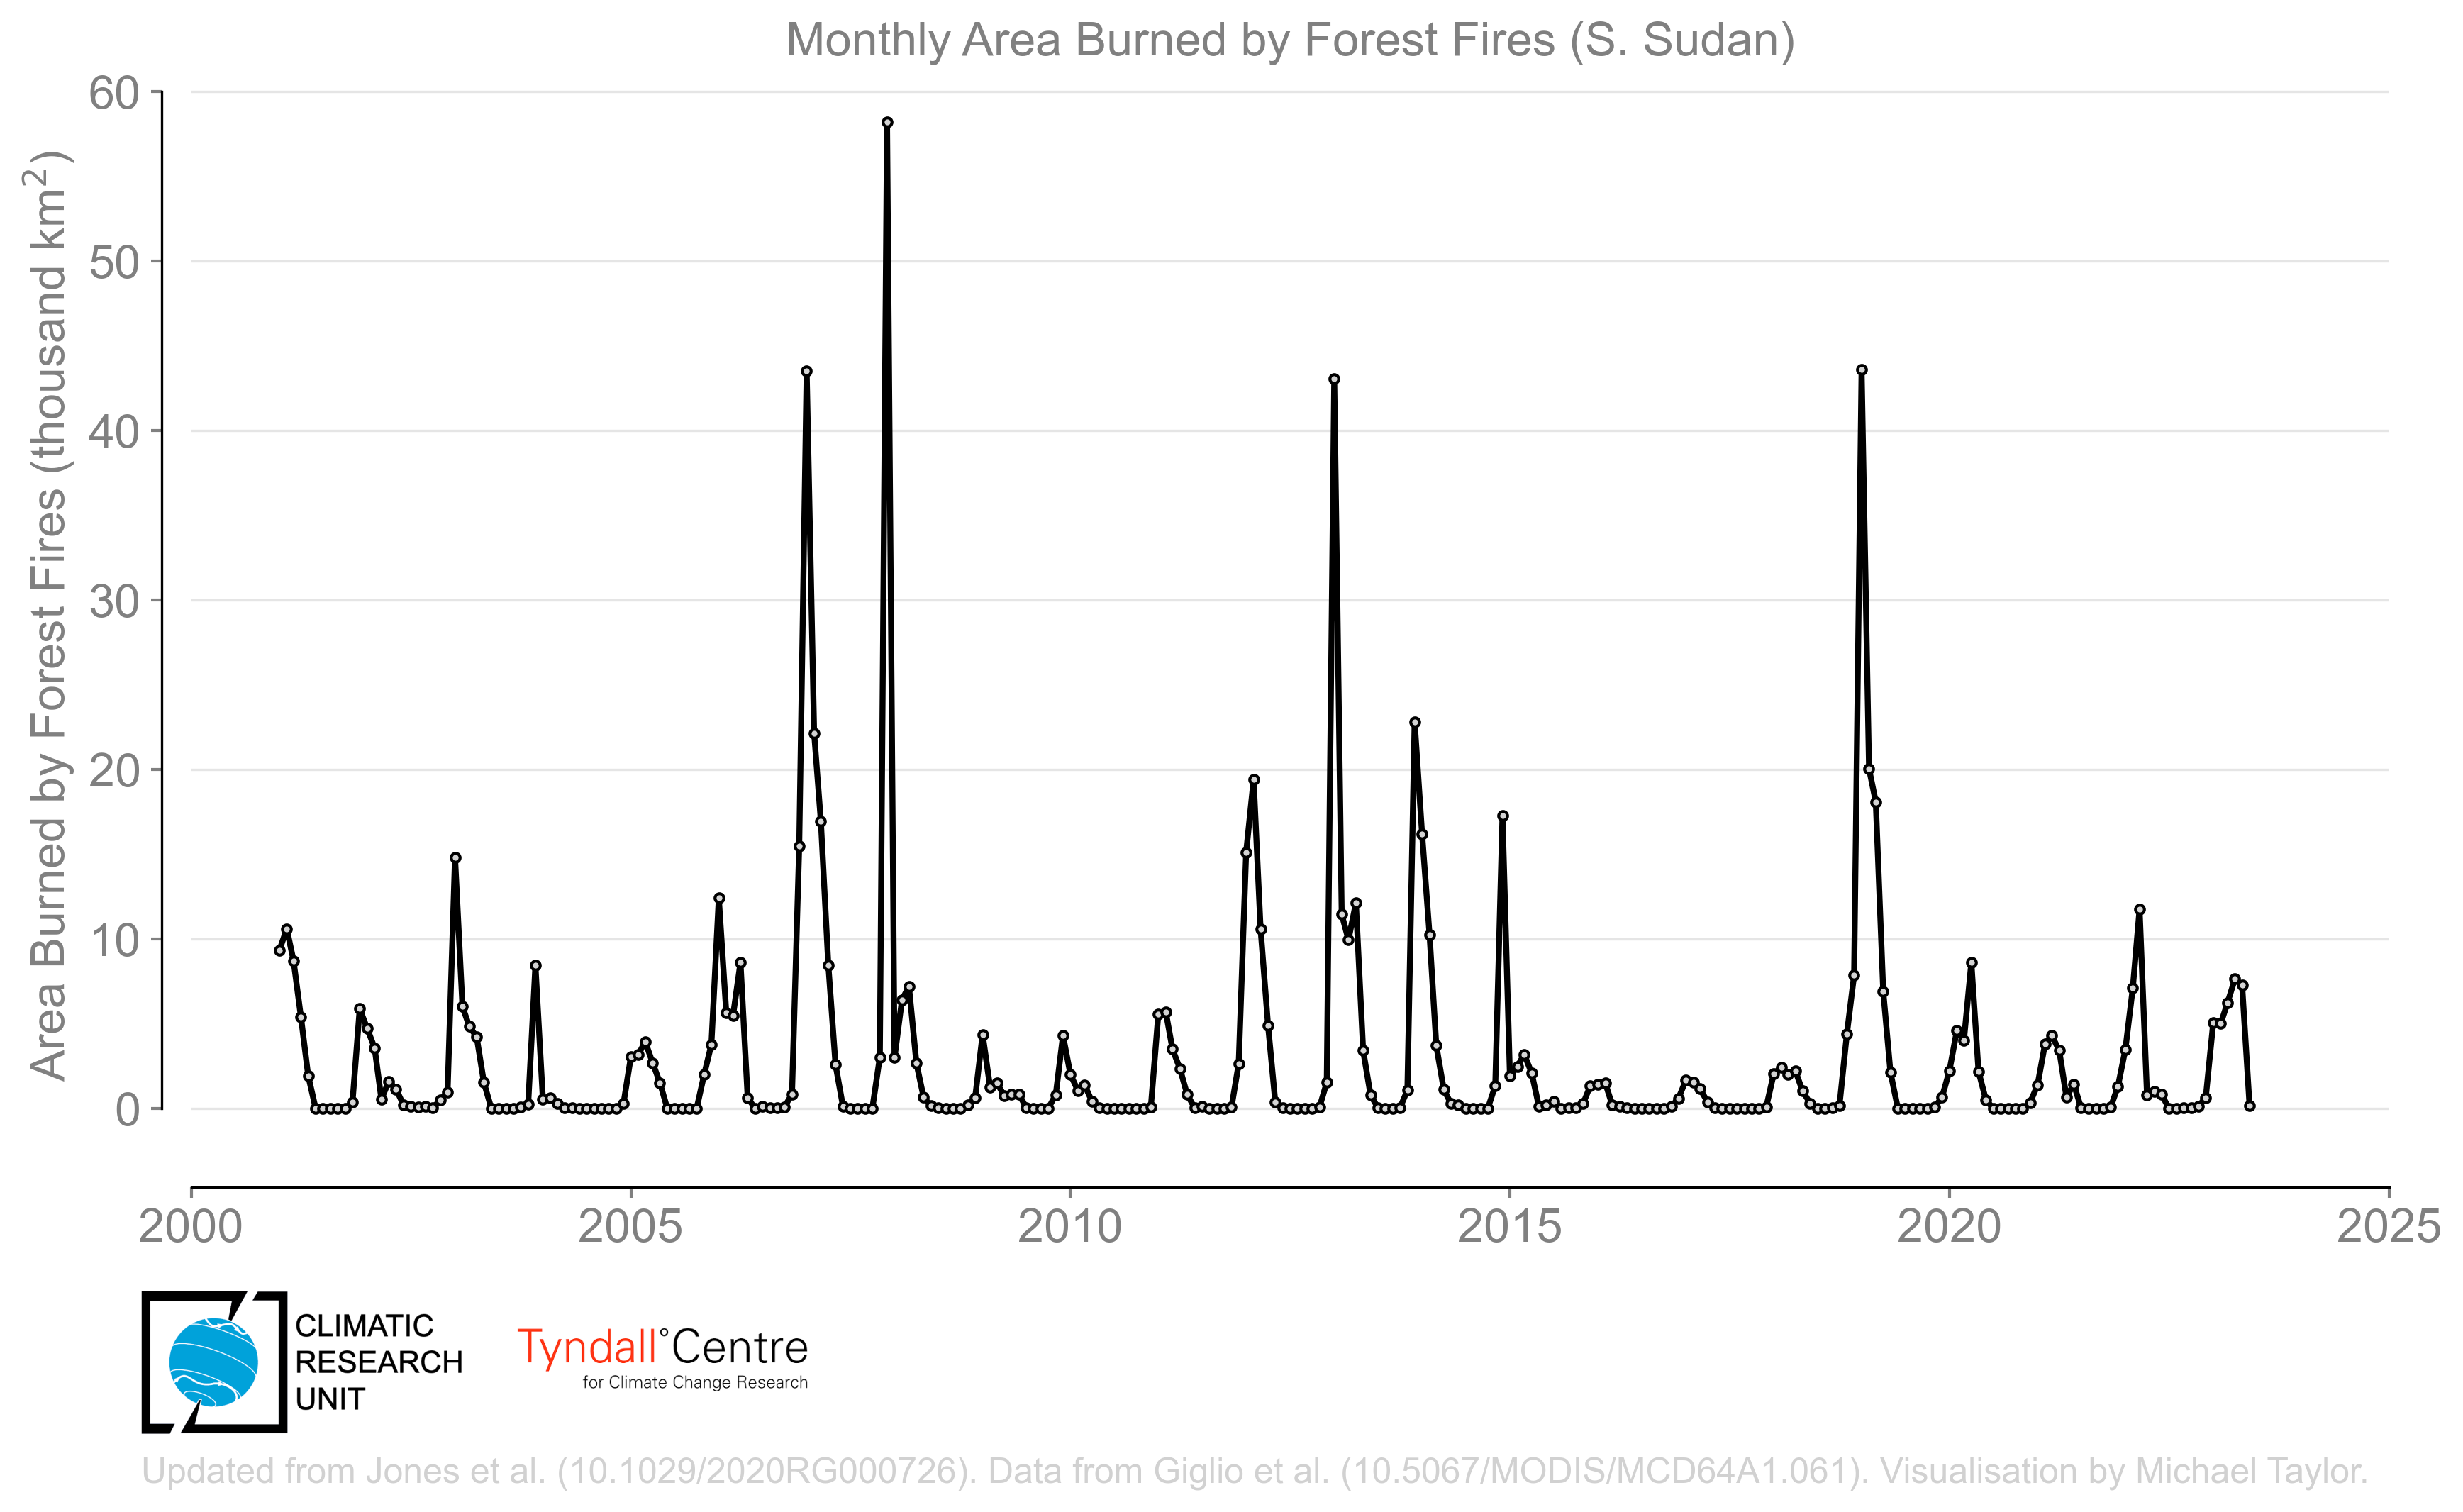 Monthly Area Burned by Forest Fires (S. Sudan)
Area Burned by Forest Fires (thousand km²)
60
50
40
30
20
10
0
2000 2005 2010 2015 2020 2025
CLIMATIC
RESEARCH
UNIT
Tyndall°Centre
for Climate Change Research
Updated from Jones et al. (10.1029/2020RG000726). Data from Giglio et al. (10.5067/MODIS/MCD64A1.061). Visualisation by Michael Taylor.